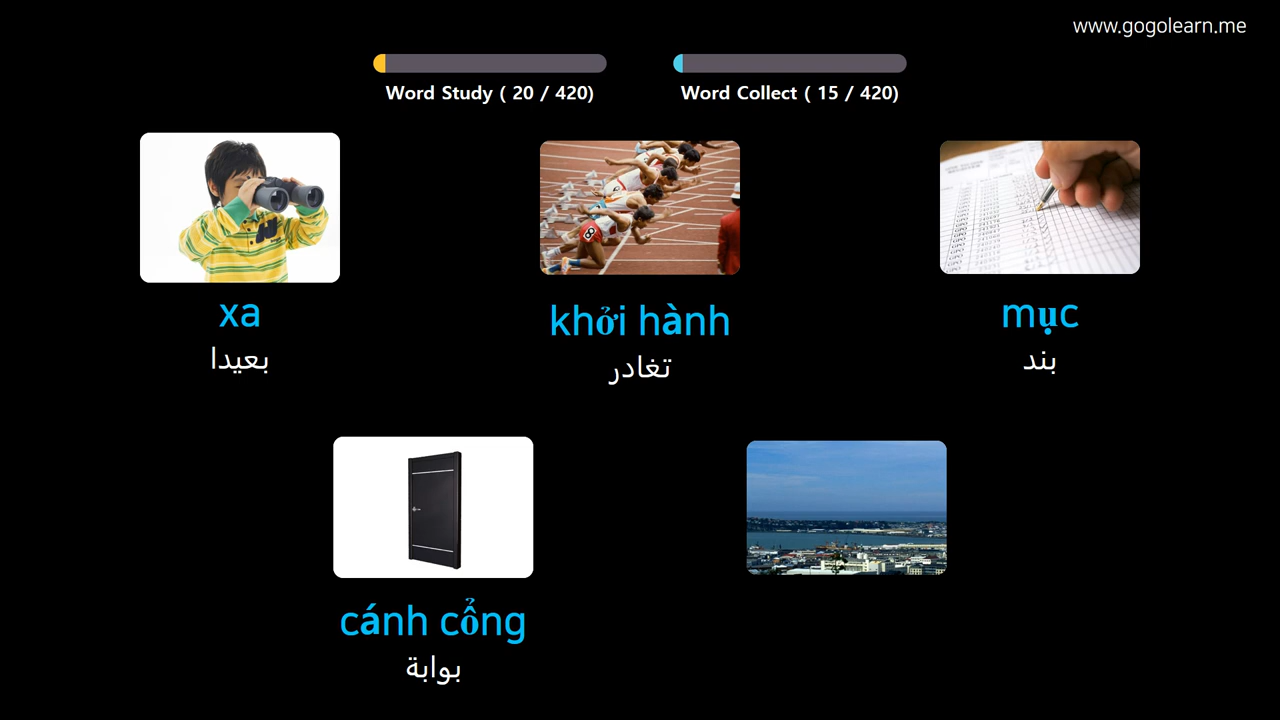 www.gogolearn.me
Word Study ( 20 / 420)
Word Collect ( 15 / 420)
xa
بعيدا
khởi hành
تغادر
mục
بند
cánh cổng
بوابة